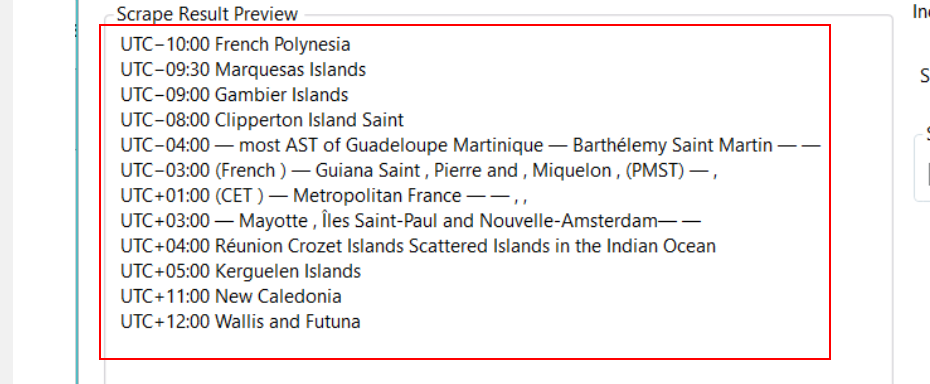 Scrape Result Preview
UTC−10:00 French Polynesia
UTC−09:30 Marquesas Islands
UTC−09:00 Gambier Islands
UTC−08:00 Clipperton Island Saint
UTC−04:00 — most AST of Guadeloupe Martinique — Barthélemy Saint Martin — —
UTC−03:00 (French ) — Guiana Saint , Pierre and , Miquelon , (PMST) — ,
UTC+01:00 (CET ) — Metropolitan France — — , ,
UTC+03:00 — Mayotte , Îles Saint-Paul and Nouvelle-Amsterdam— —
UTC+04:00 Réunion Crozet Islands Scattered Islands in the Indian Ocean
UTC+05:00 Kerguelen Islands
UTC+11:00 New Caledonia
UTC+12:00 Wallis and Futuna